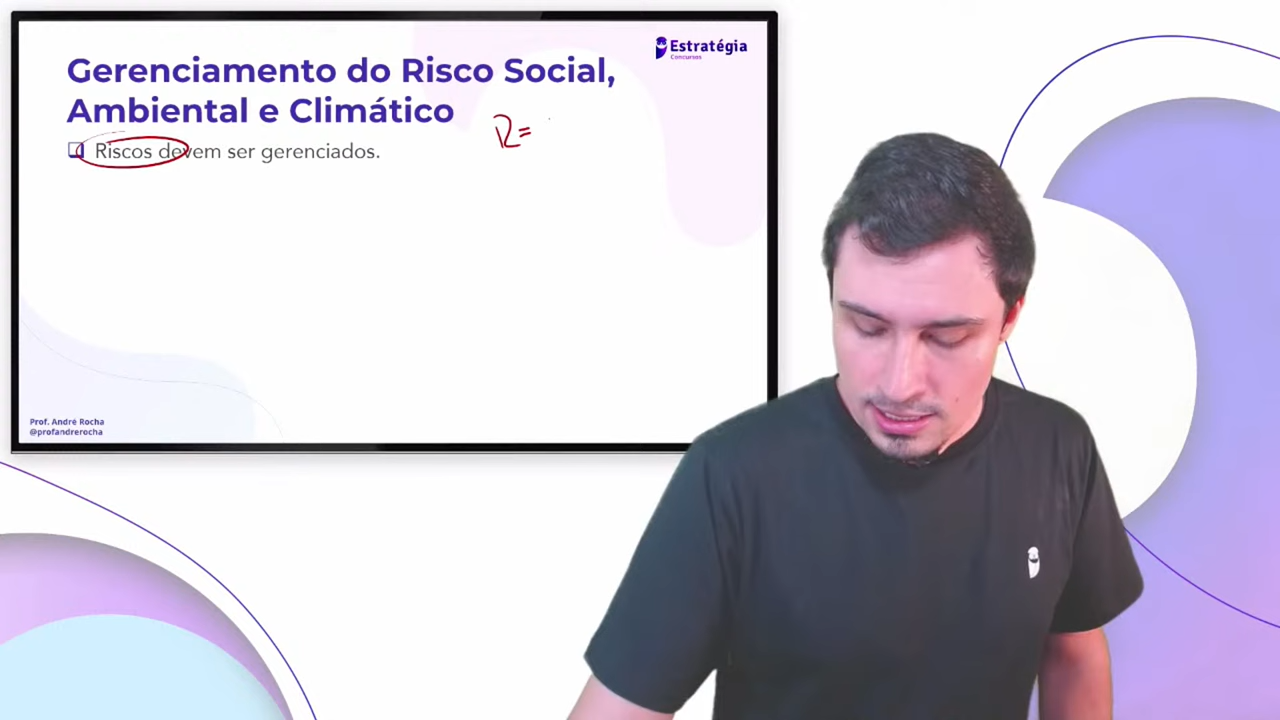 Estratégia
Concursos
Gerenciamento do Risco Social,
Ambiental e Climático
R=
Riscos devem ser gerenciados.
Prof. André Rocha
@profandrerocha